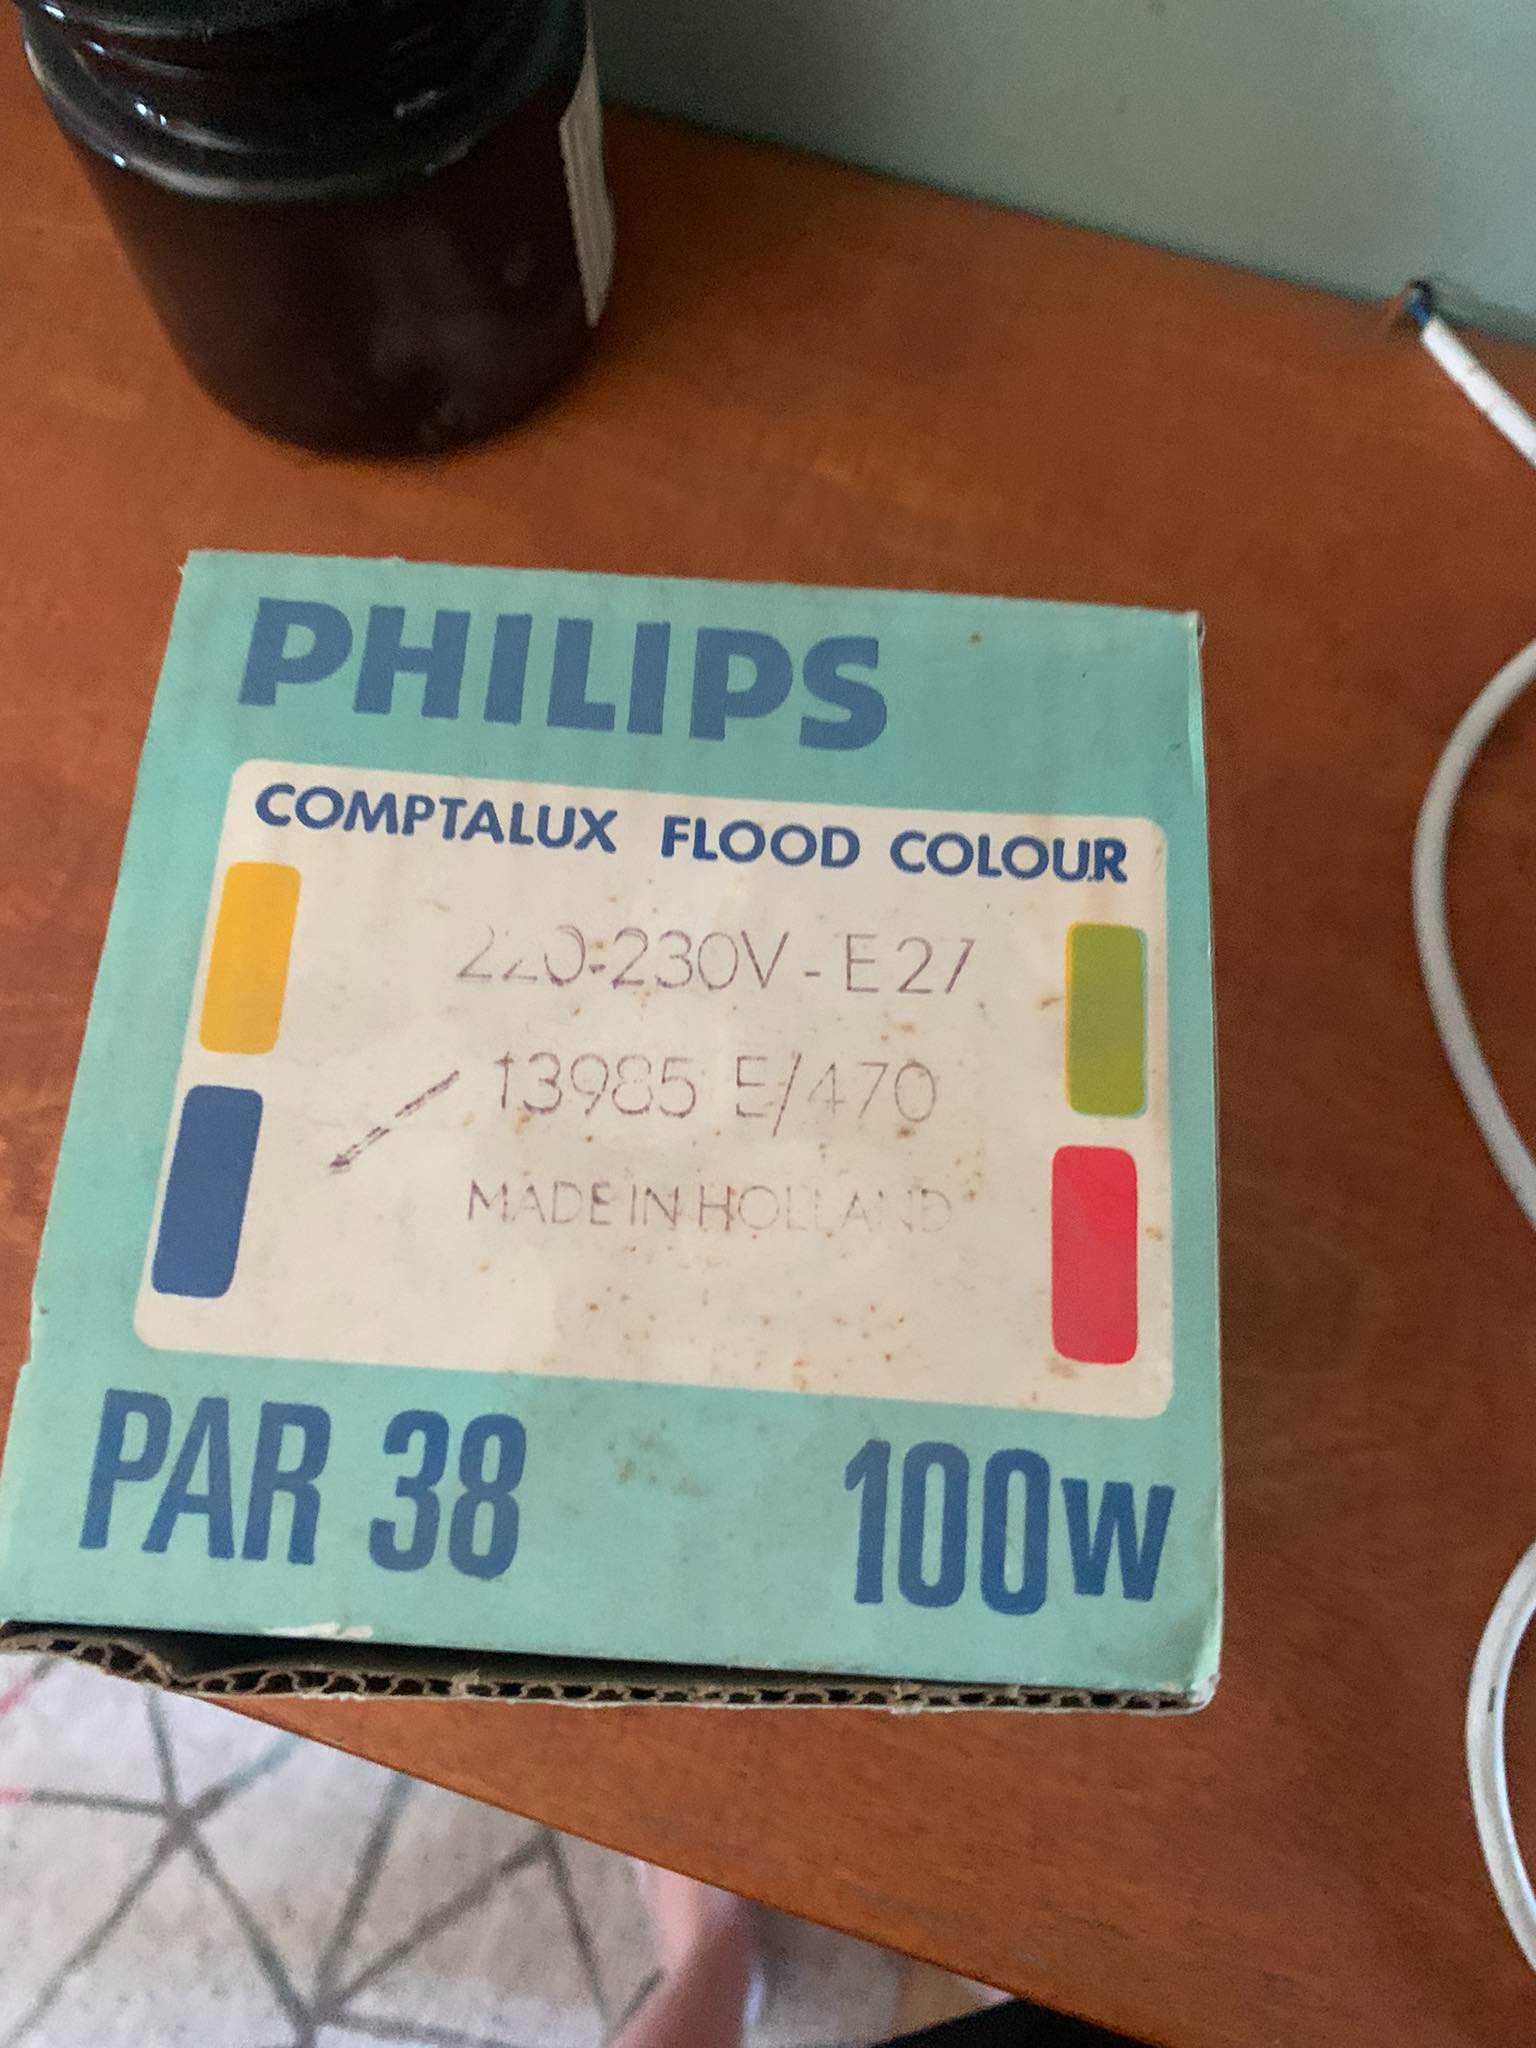 PHILIPS
COMPTALUX FLOOD COLOUR
220-230V - E27
13985 E/470
MADE IN HOLLAND
PAR 38 100W